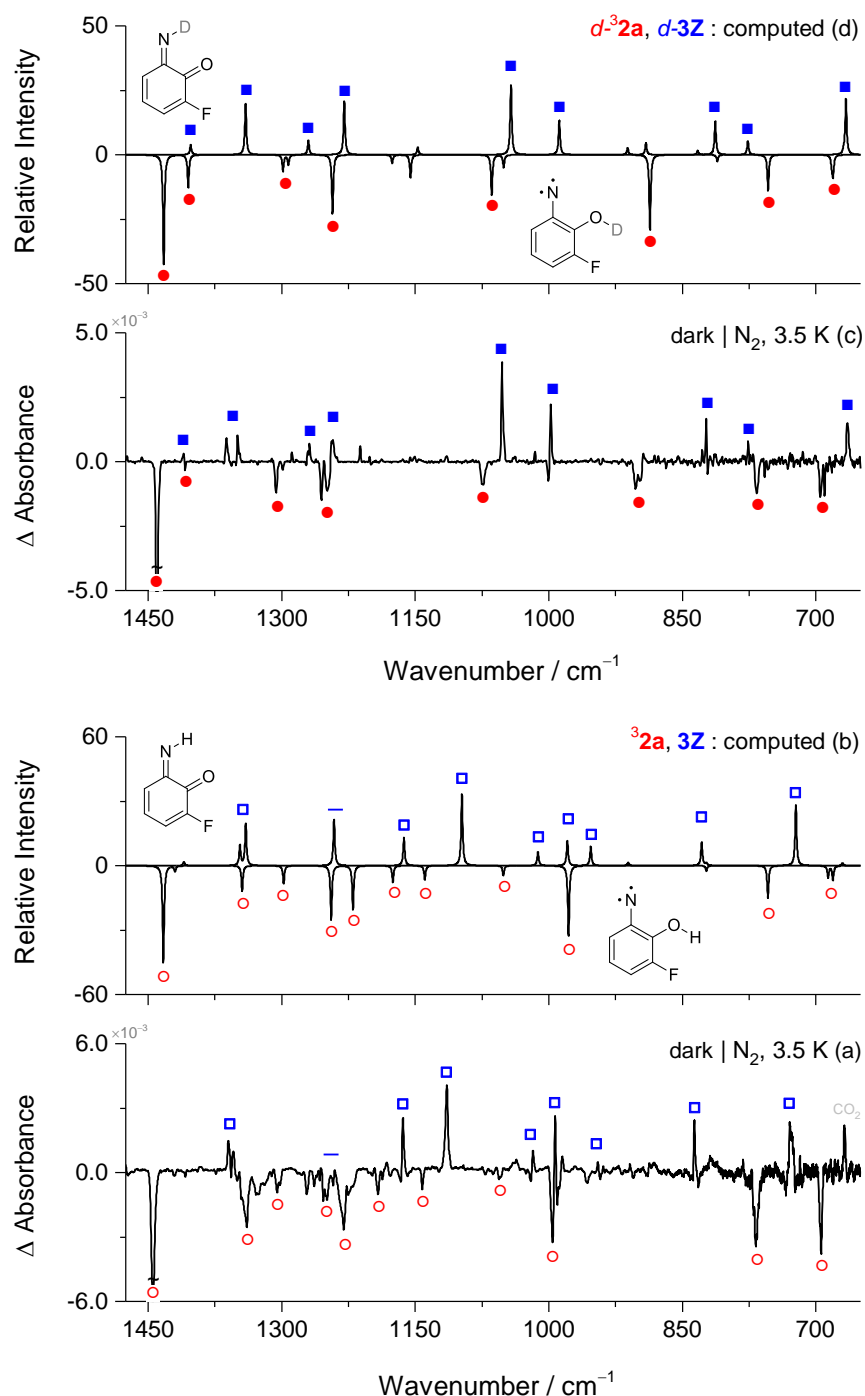 d-³2a, d-3Z : computed (d)
N
D
O
F
50
0
-50
Relative Intensity
N
O
D
F
×10⁻³
dark | N₂, 3.5 K (c)
5.0
0.0
-5.0
Δ Absorbance
1450 1300 1150 1000 850 700
Wavenumber / cm⁻¹
³2a, 3Z : computed (b)
N
H
O
F
60
0
-60
Relative Intensity
N
O
H
F
×10⁻³
dark | N₂, 3.5 K (a)
6.0
0.0
-6.0
Δ Absorbance
CO₂
1450 1300 1150 1000 850 700
Wavenumber / cm⁻¹